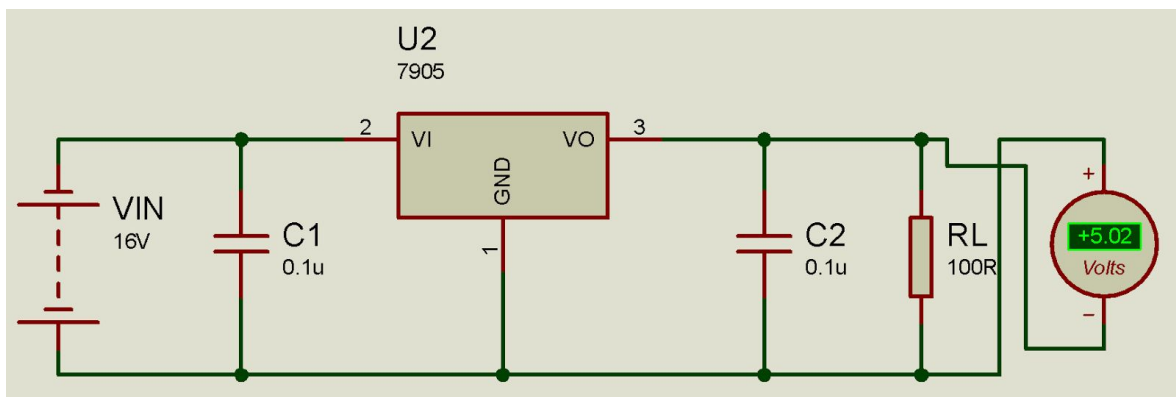 U2
7905
2
VI
VO
3
GND
1
VIN
16V
C1
0.1u
C2
0.1u
RL
100R
+
+5.02
Volts
−